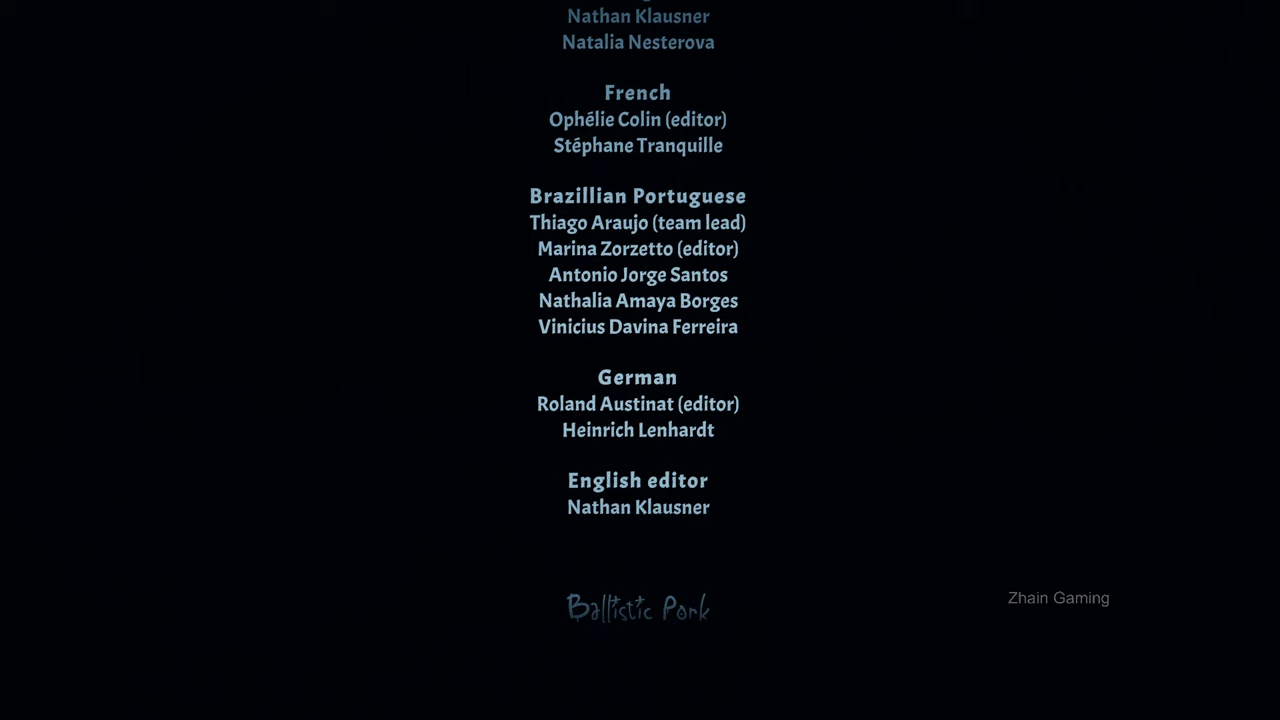 Nathan Klausner
Natalia Nesterova
French
Ophélie Colin (editor)
Stéphane Tranquille
Brazillian Portuguese
Thiago Araujo (team lead)
Marina Zorzetto (editor)
Antonio Jorge Santos
Nathalia Amaya Borges
Vinicius Davina Ferreira
German
Roland Austinat (editor)
Heinrich Lenhardt
English editor
Nathan Klausner
Ballistic Pork
Zhain Gaming